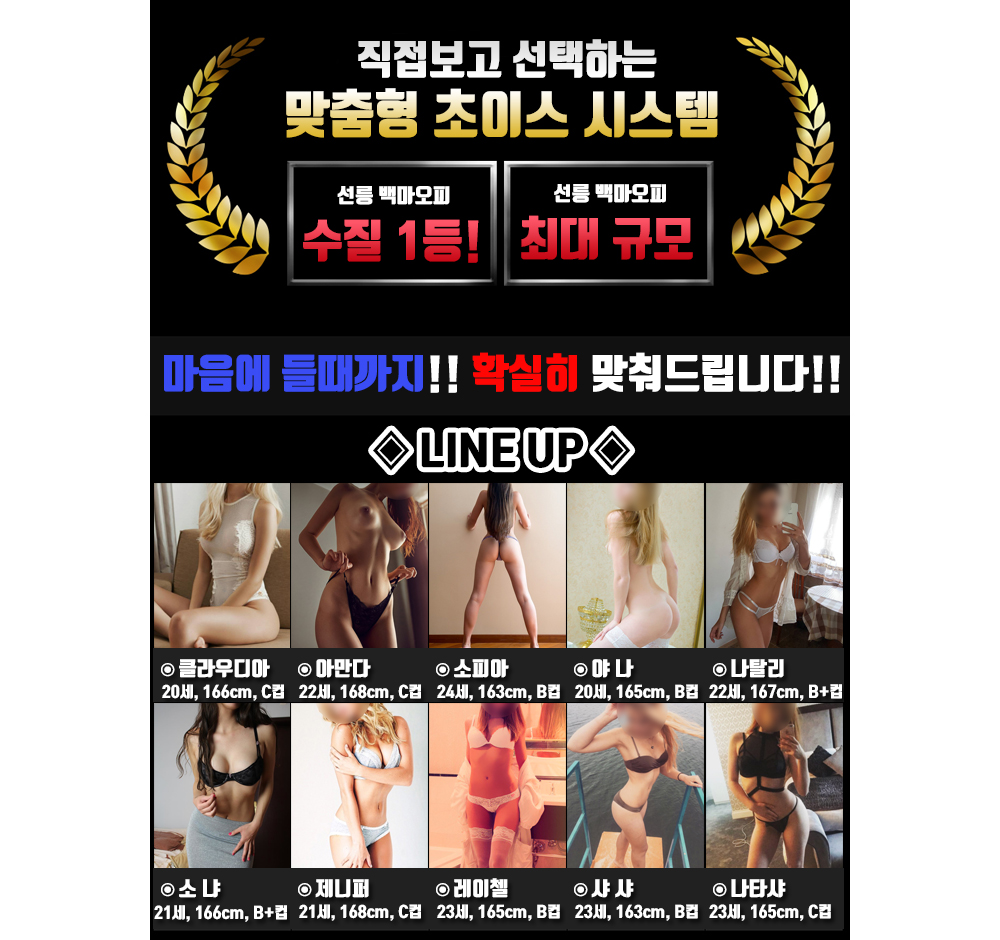 직접보고 선택하는
맞춤형 초이스 시스템
선릉 백마오피
수질 1등!
선릉 백마오피
최대 규모
마음에 들때까지!! 확실히 맞춰드립니다!!
LINE UP
클라우디아
20세, 166cm, C컵
아만다
22세, 168cm, C컵
소피아
24세, 163cm, B컵
야 나
20세, 165cm, B컵
나탈리
22세, 167cm, B+컵
소 냐
21세, 166cm, B+컵
제니퍼
21세, 168cm, C컵
레이첼
23세, 165cm, B컵
샤 샤
23세, 163cm, B컵
나타샤
23세, 165cm, C컵